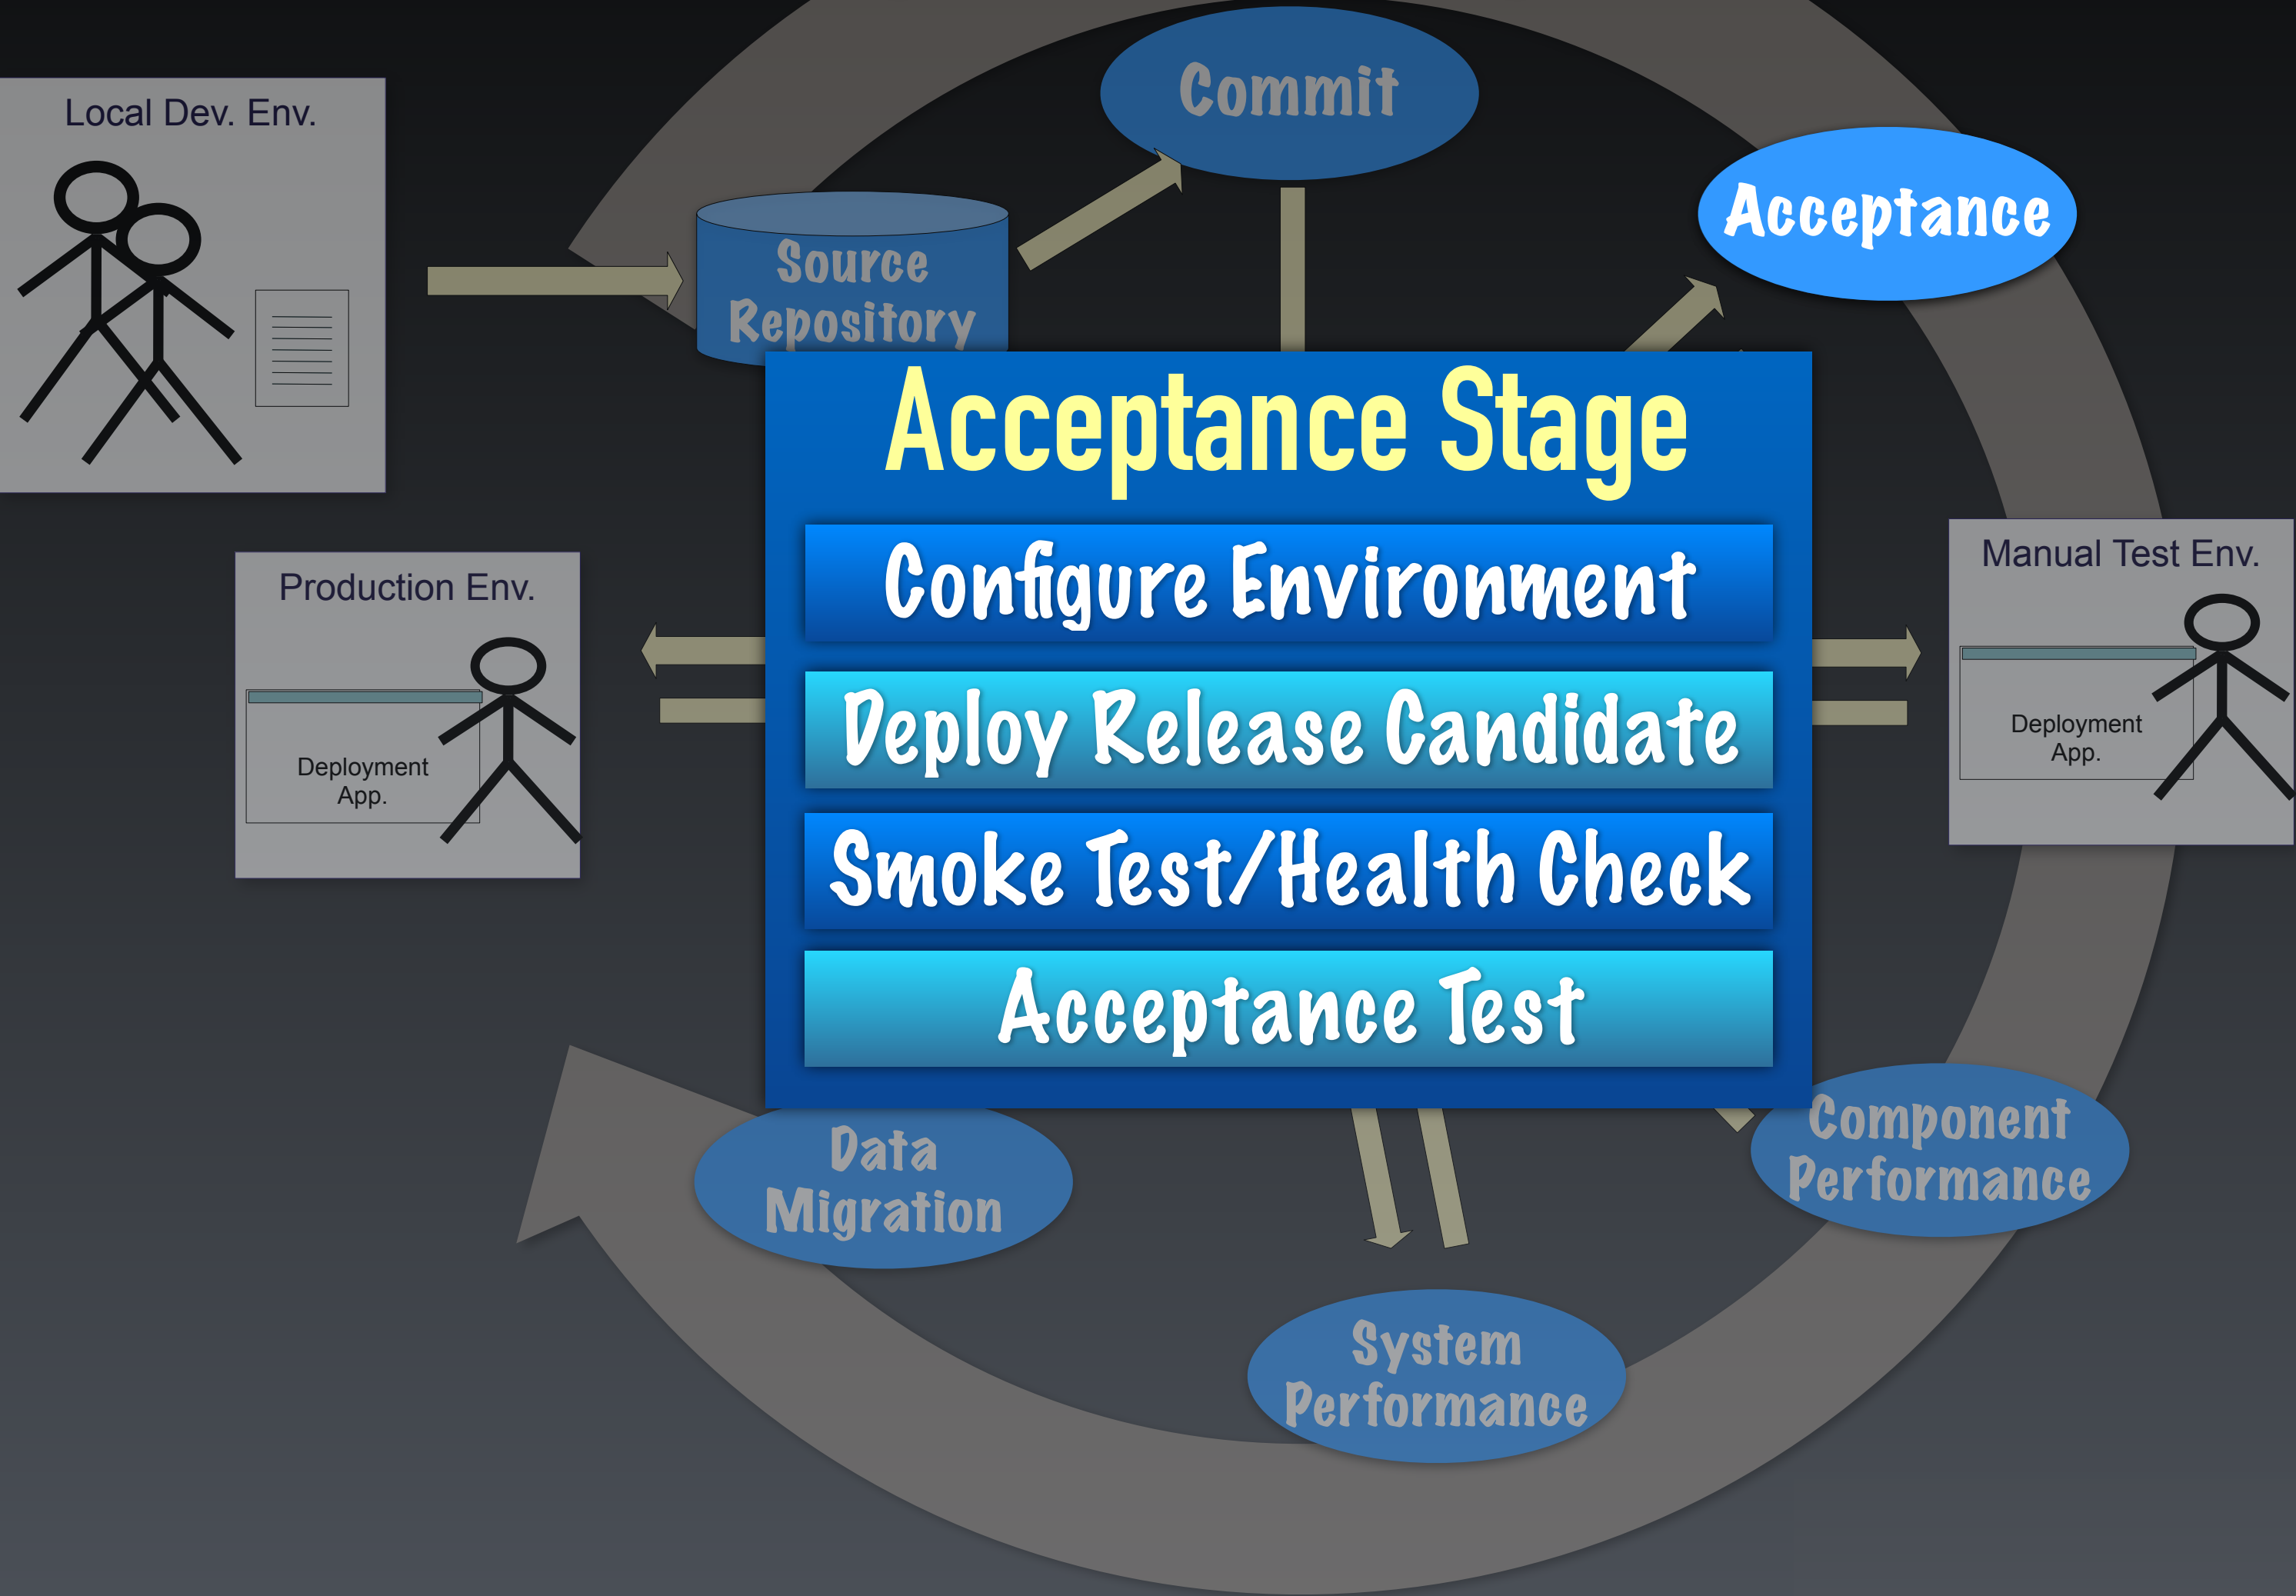 Commit
Local Dev. Env.
Acceptance
Source
Repository
Acceptance Stage
Configure Environment
Deploy Release Candidate
Smoke Test/Health Check
Acceptance Test
Production Env.
Deployment
App.
Manual Test Env.
Deployment
App.
Data
Migration
Component
Performance
System
Performance